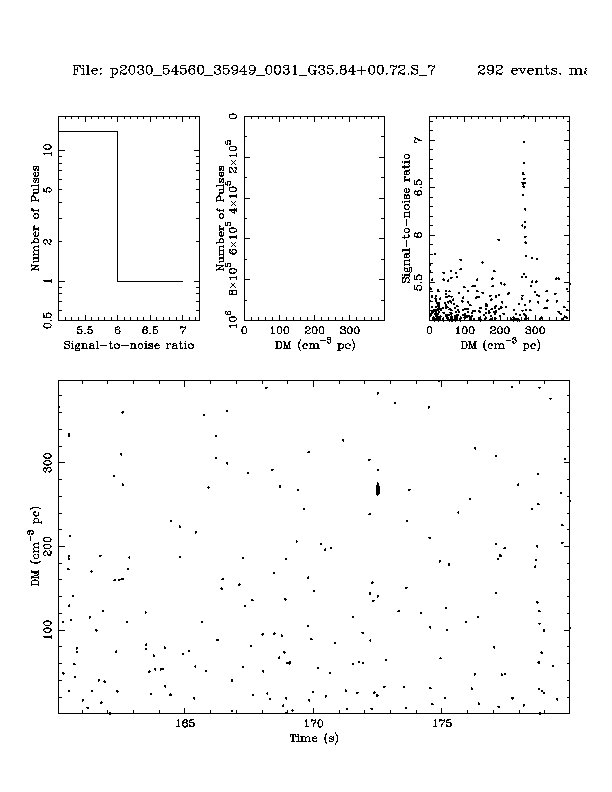 File: p2030_54560_35949_0031_G35.84+00.72.S_7 292 events, ma
Number of Pulses
10
5
2
1
0.5
5.5 6 6.5 7
Signal-to-noise ratio
Number of Pulses
0
2×10⁵
4×10⁵
6×10⁵
8×10⁵
10⁶
0 100 200 300
DM (cm⁻³ pc)
Signal-to-noise ratio
7
6.5
6
5.5
0 100 200 300
DM (cm⁻³ pc)
DM (cm⁻³ pc)
300
200
100
165 170 175
Time (s)